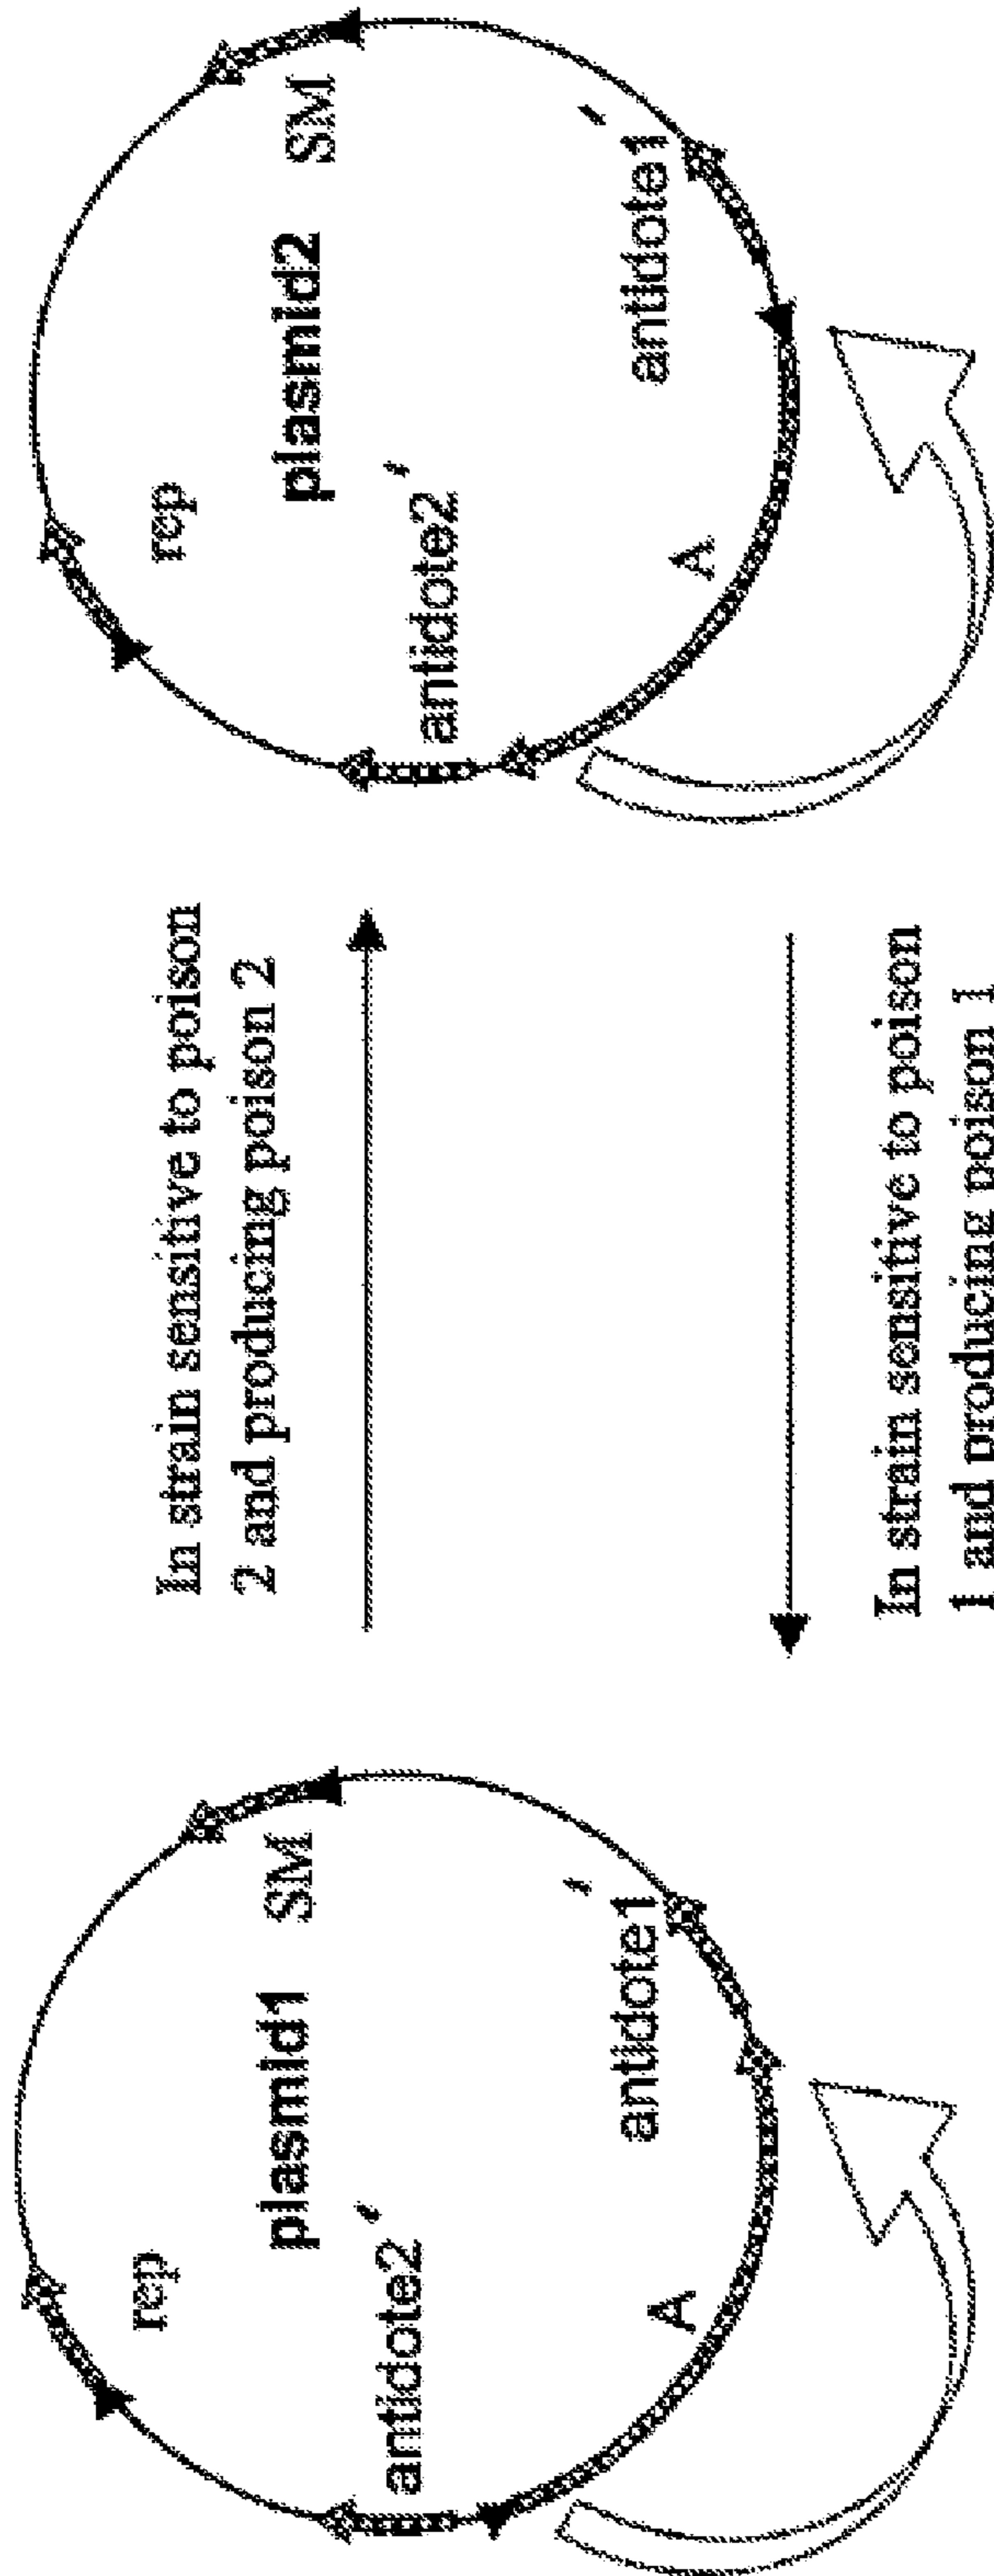 rep
plasmid1 SM
antidote2'
antidote1'
A
In strain sensitive to poison
2 and producing poison 2
In strain sensitive to poison
1 and producing poison 1
rep
plasmid2 SM
antidote2'
antidote1'
A